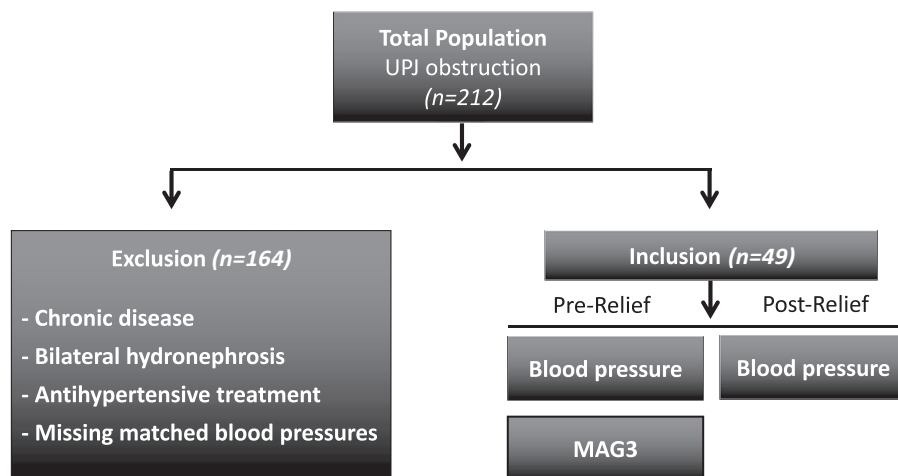 Total Population
UPJ obstruction
(n=212)
Exclusion (n=164)
- Chronic disease
- Bilateral hydronephrosis
- Antihypertensive treatment
- Missing matched blood pressures
Inclusion (n=49)
Pre-Relief Post-Relief
Blood pressure Blood pressure
MAG3